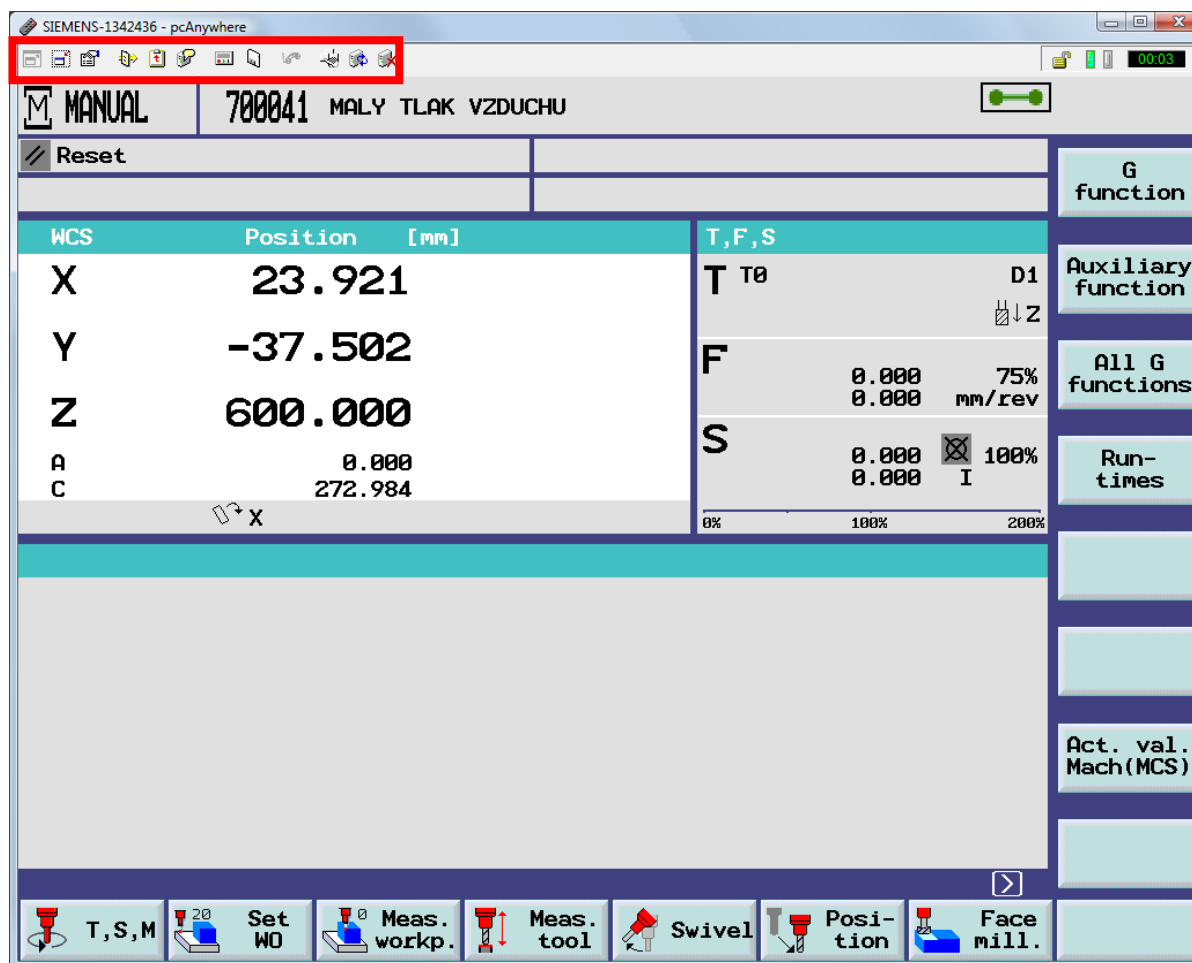 SIEMENS-1342436 - pcAnywhere
00:03
M MANUAL 700041 MALY TLAK VZDUCHU
Reset
G
function
WCS Position [mm]
X 23.921
Y -37.502
Z 600.000
A 0.000
C 272.984
X
T,F,S
T T0 D1
Z
F
0.000 75%
0.000 mm/rev
S
0.000 100%
0.000 I
0% 100% 200%
Auxiliary
function
All G
functions
Run-
times
Act. val.
Mach(MCS)
T,S,M
20 Set
WO
0 Meas.
workp.
Meas.
tool
Swivel
Posi-
tion
Face
mill.